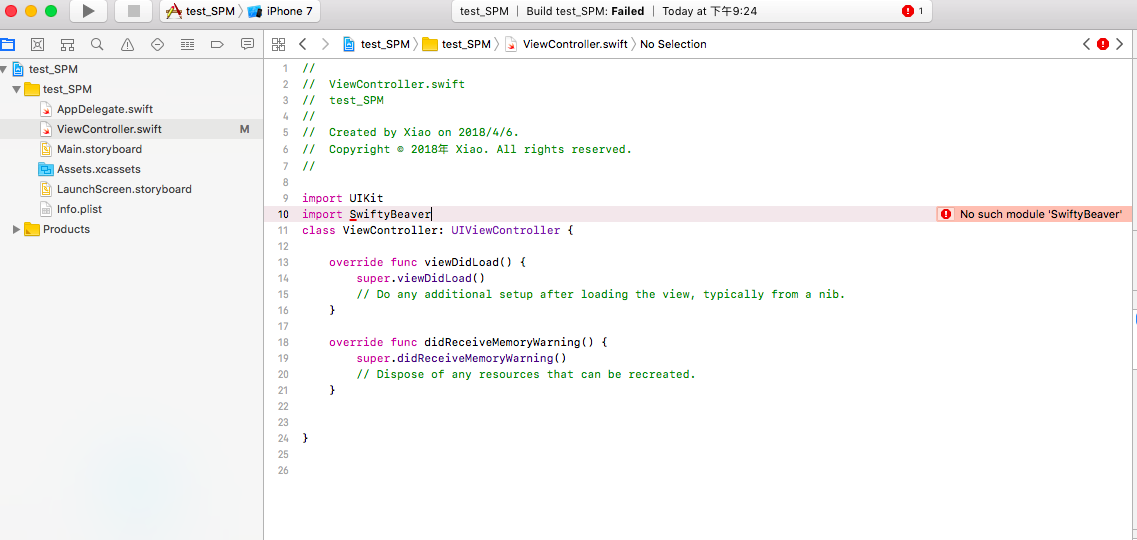 test_SPM iPhone 7
test_SPM | Build test_SPM: Failed | Today at 下午9:24
1
test_SPM test_SPM ViewController.swift No Selection
test_SPM
test_SPM
AppDelegate.swift
ViewController.swift M
Main.storyboard
Assets.xcassets
LaunchScreen.storyboard
Info.plist
Products
1 //
2 //  ViewController.swift
3 //  test_SPM
4 //
5 //  Created by Xiao on 2018/4/6.
6 //  Copyright © 2018年 Xiao. All rights reserved.
7 //
8
9 import UIKit
10 import SwiftyBeaver No such module 'SwiftyBeaver'
11 class ViewController: UIViewController {
12
13     override func viewDidLoad() {
14         super.viewDidLoad()
15         // Do any additional setup after loading the view, typically from a nib.
16     }
17
18     override func didReceiveMemoryWarning() {
19         super.didReceiveMemoryWarning()
20         // Dispose of any resources that can be recreated.
21     }
22
23
24 }
25
26